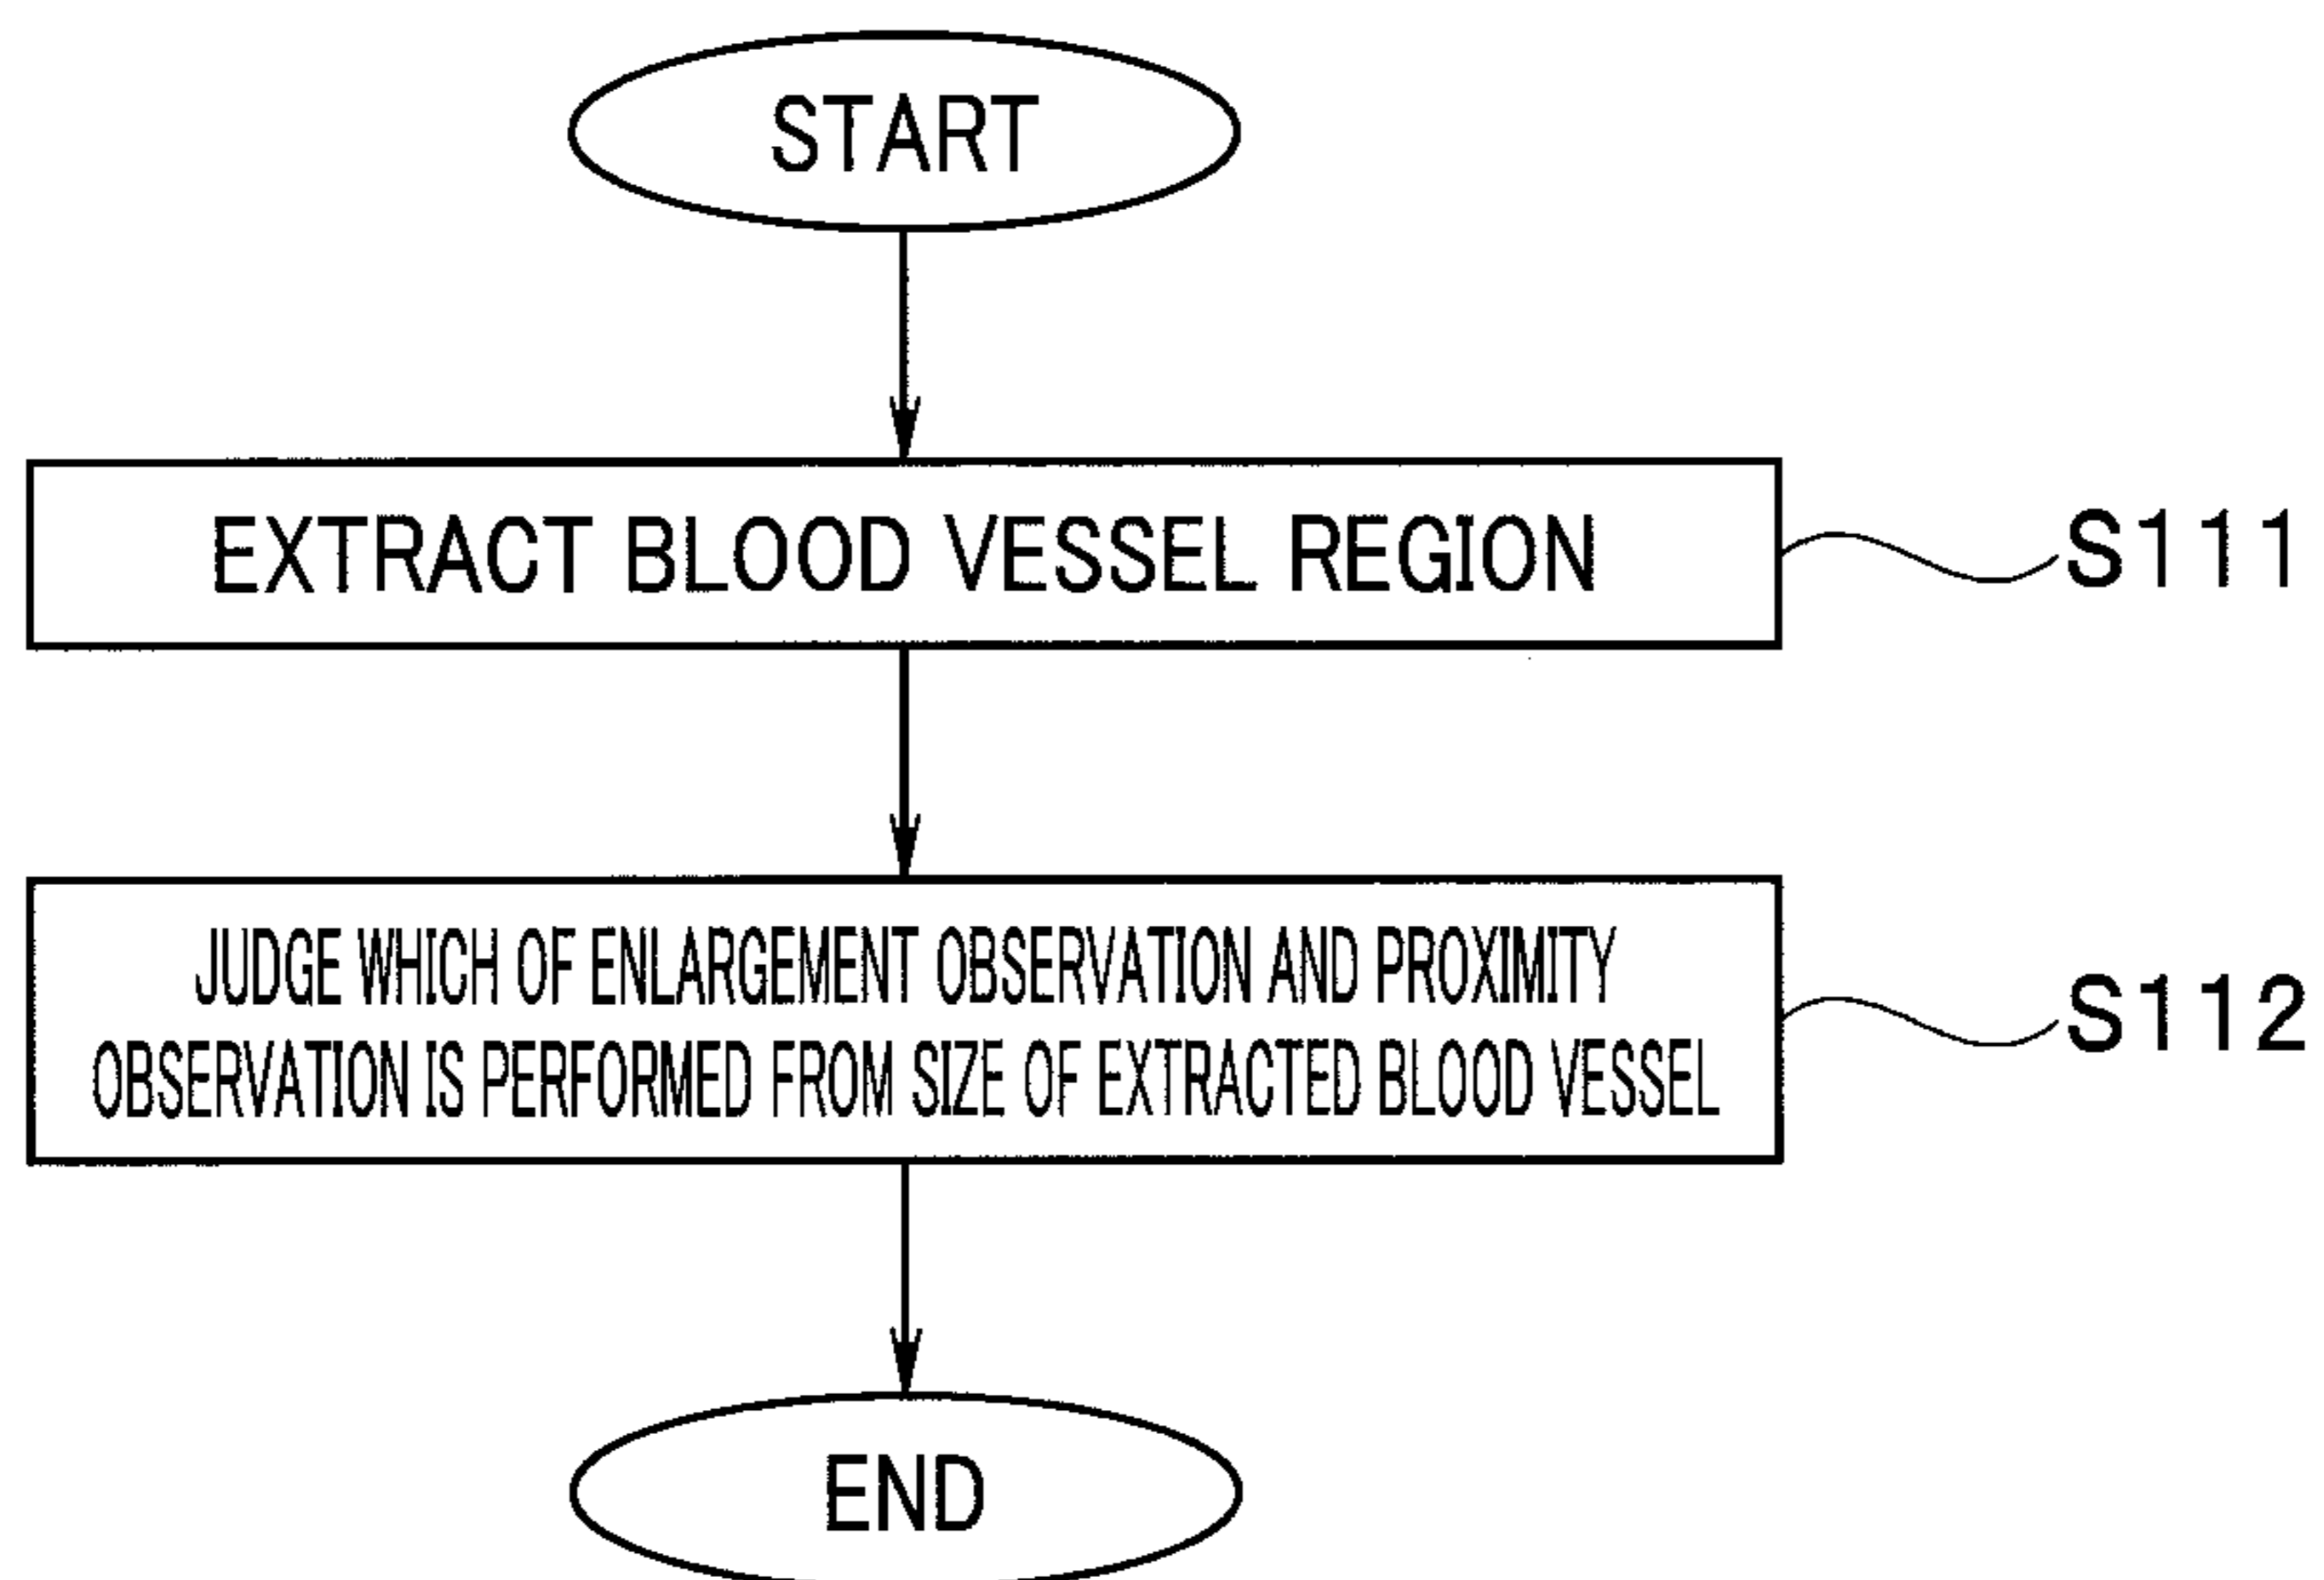 START
EXTRACT BLOOD VESSEL REGION
S111
JUDGE WHICH OF ENLARGEMENT OBSERVATION AND PROXIMITY
OBSERVATION IS PERFORMED FROM SIZE OF EXTRACTED BLOOD VESSEL
S112
END